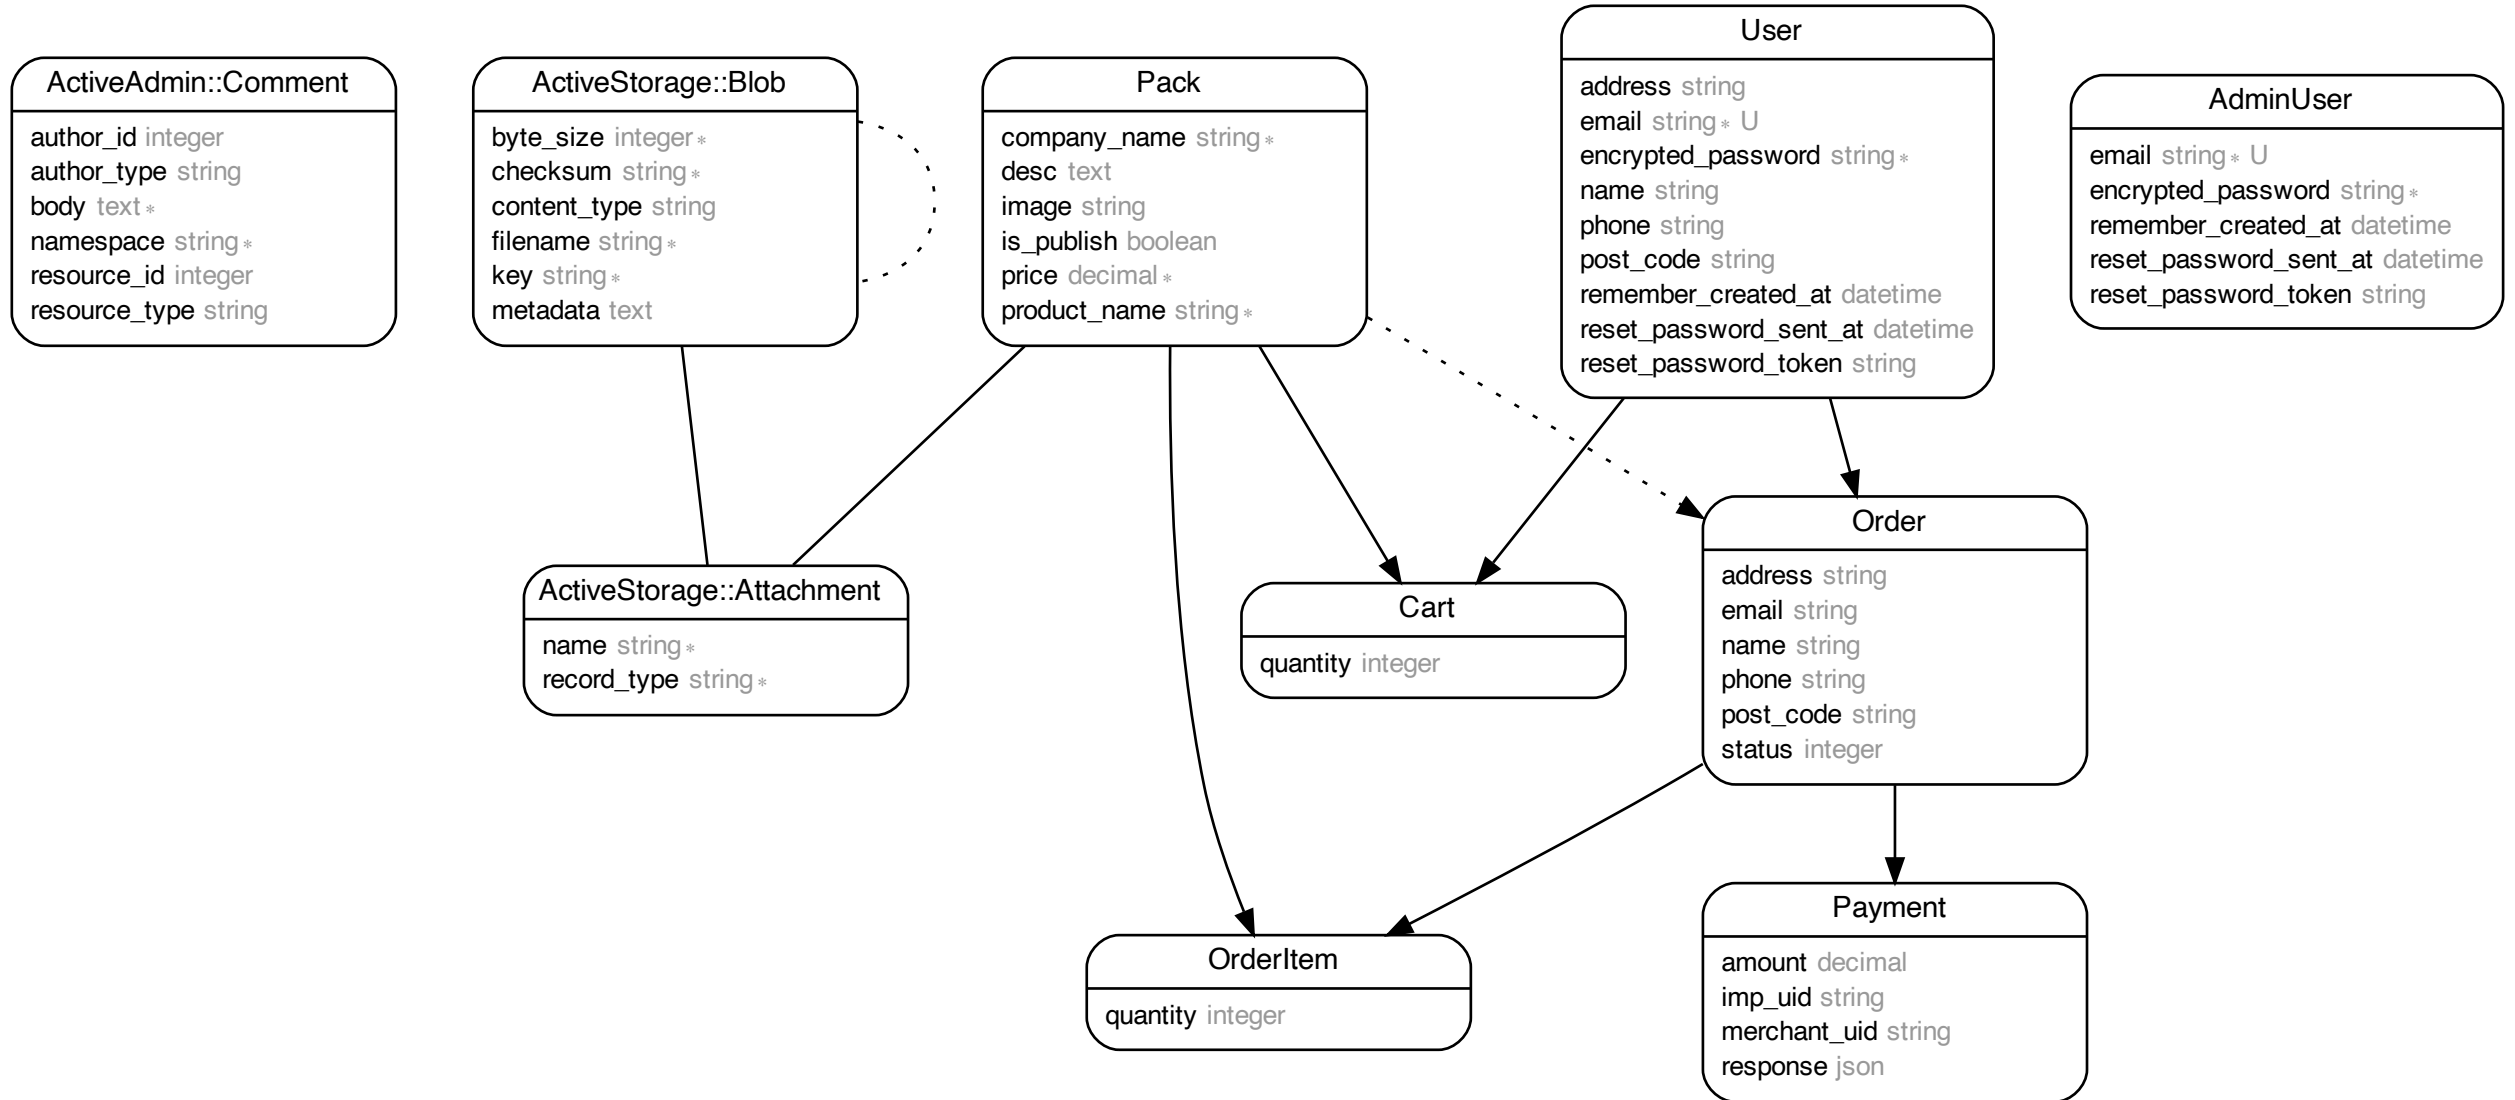 ActiveAdmin::Comment
author_id integer
author_type string
body text *
namespace string *
resource_id integer
resource_type string
ActiveStorage::Blob
byte_size integer *
checksum string *
content_type string
filename string *
key string *
metadata text
Pack
company_name string *
desc text
image string
is_publish boolean
price decimal *
product_name string *
User
address string
email string * U
encrypted_password string *
name string
phone string
post_code string
remember_created_at datetime
reset_password_sent_at datetime
reset_password_token string
AdminUser
email string * U
encrypted_password string *
remember_created_at datetime
reset_password_sent_at datetime
reset_password_token string
ActiveStorage::Attachment
name string *
record_type string *
Cart
quantity integer
Order
address string
email string
name string
phone string
post_code string
status integer
OrderItem
quantity integer
Payment
amount decimal
imp_uid string
merchant_uid string
response json